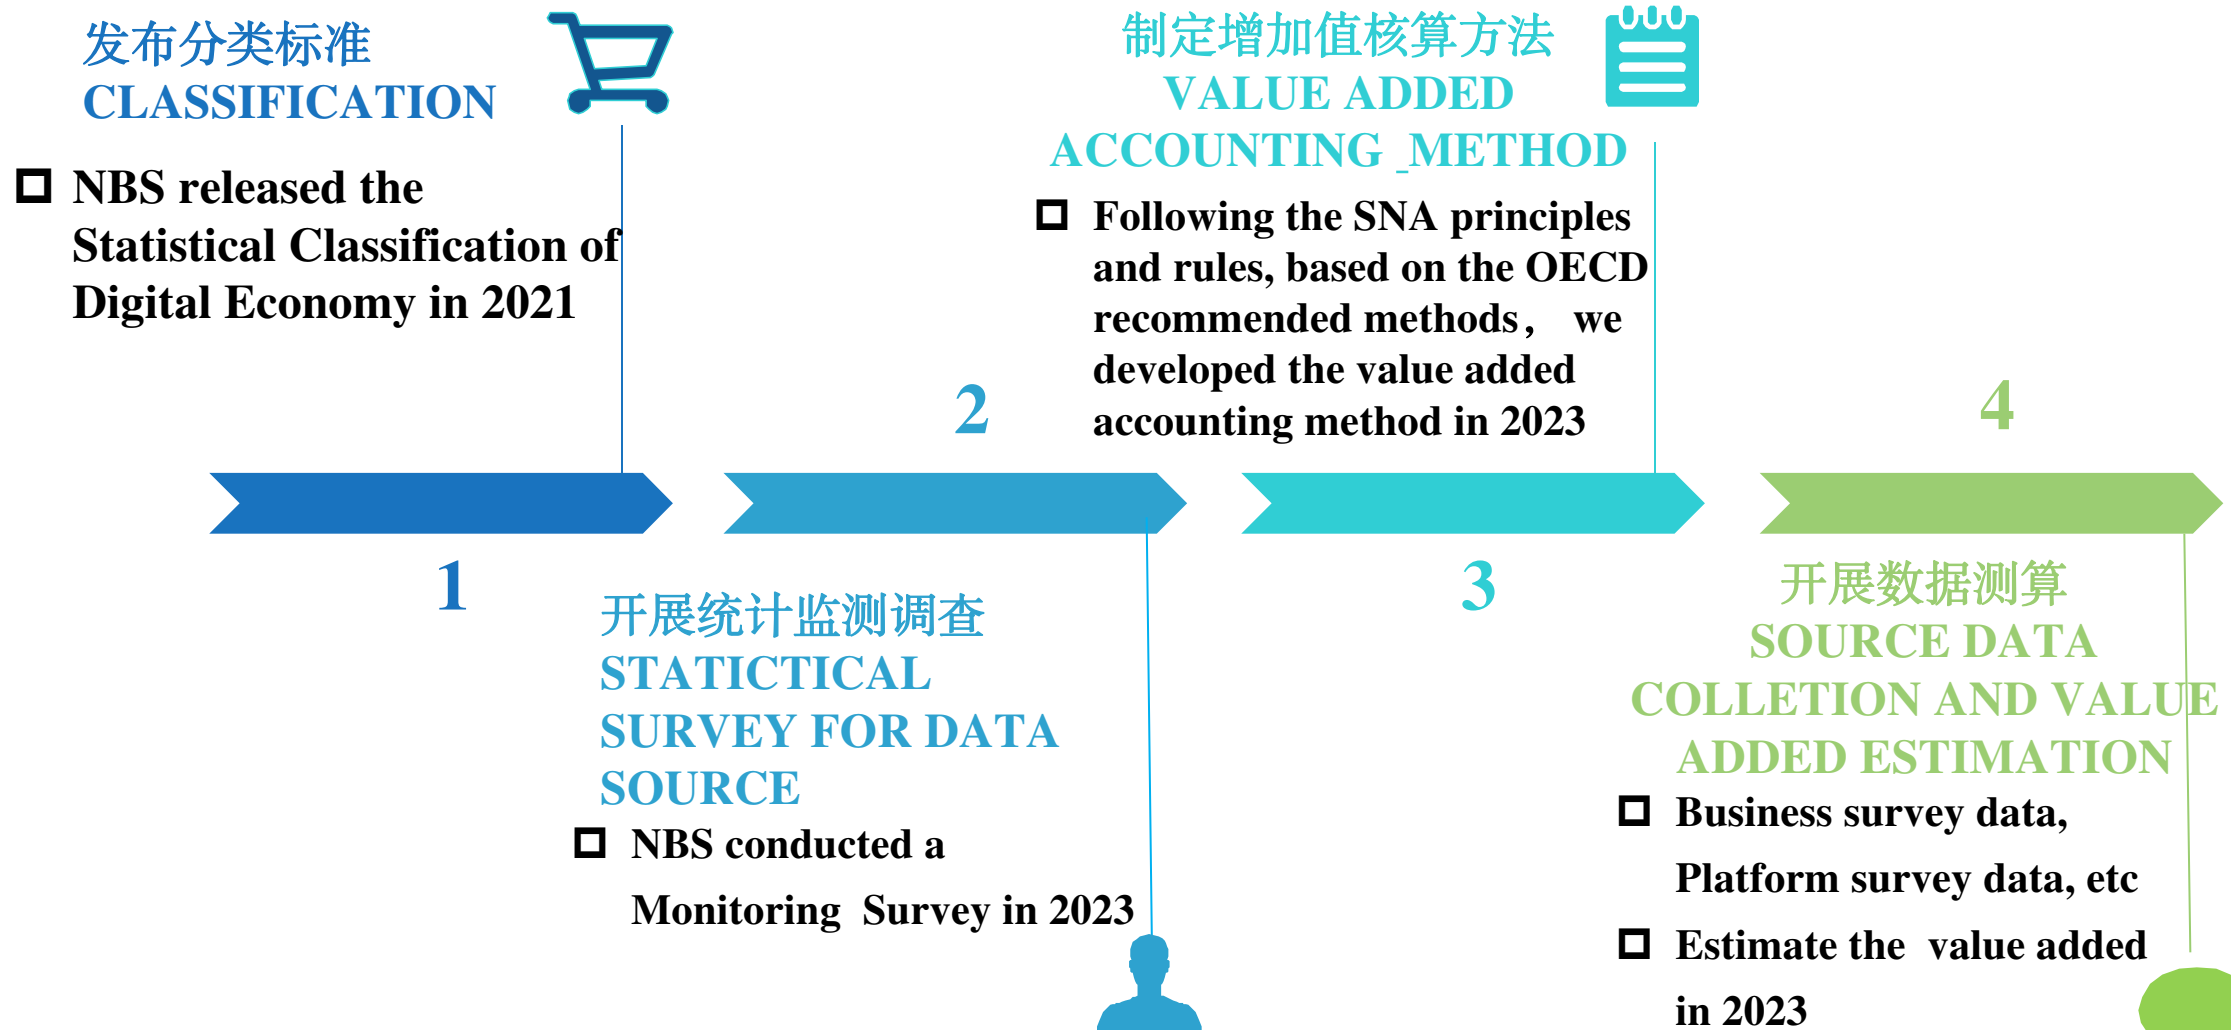 发布分类标准
CLASSIFICATION
NBS released the
Statistical Classification of
Digital Economy in 2021
1
2
开展统计监测调查
STATICTICAL
SURVEY FOR DATA
SOURCE
NBS conducted a
Monitoring Survey in 2023
制定增加值核算方法
VALUE ADDED
ACCOUNTING_METHOD
Following the SNA principles
and rules, based on the OECD
recommended methods， we
developed the value added
accounting method in 2023
3
4
开展数据测算
SOURCE DATA
COLLETION AND VALUE
ADDED ESTIMATION
Business survey data,
Platform survey data, etc
Estimate the value added
in 2023